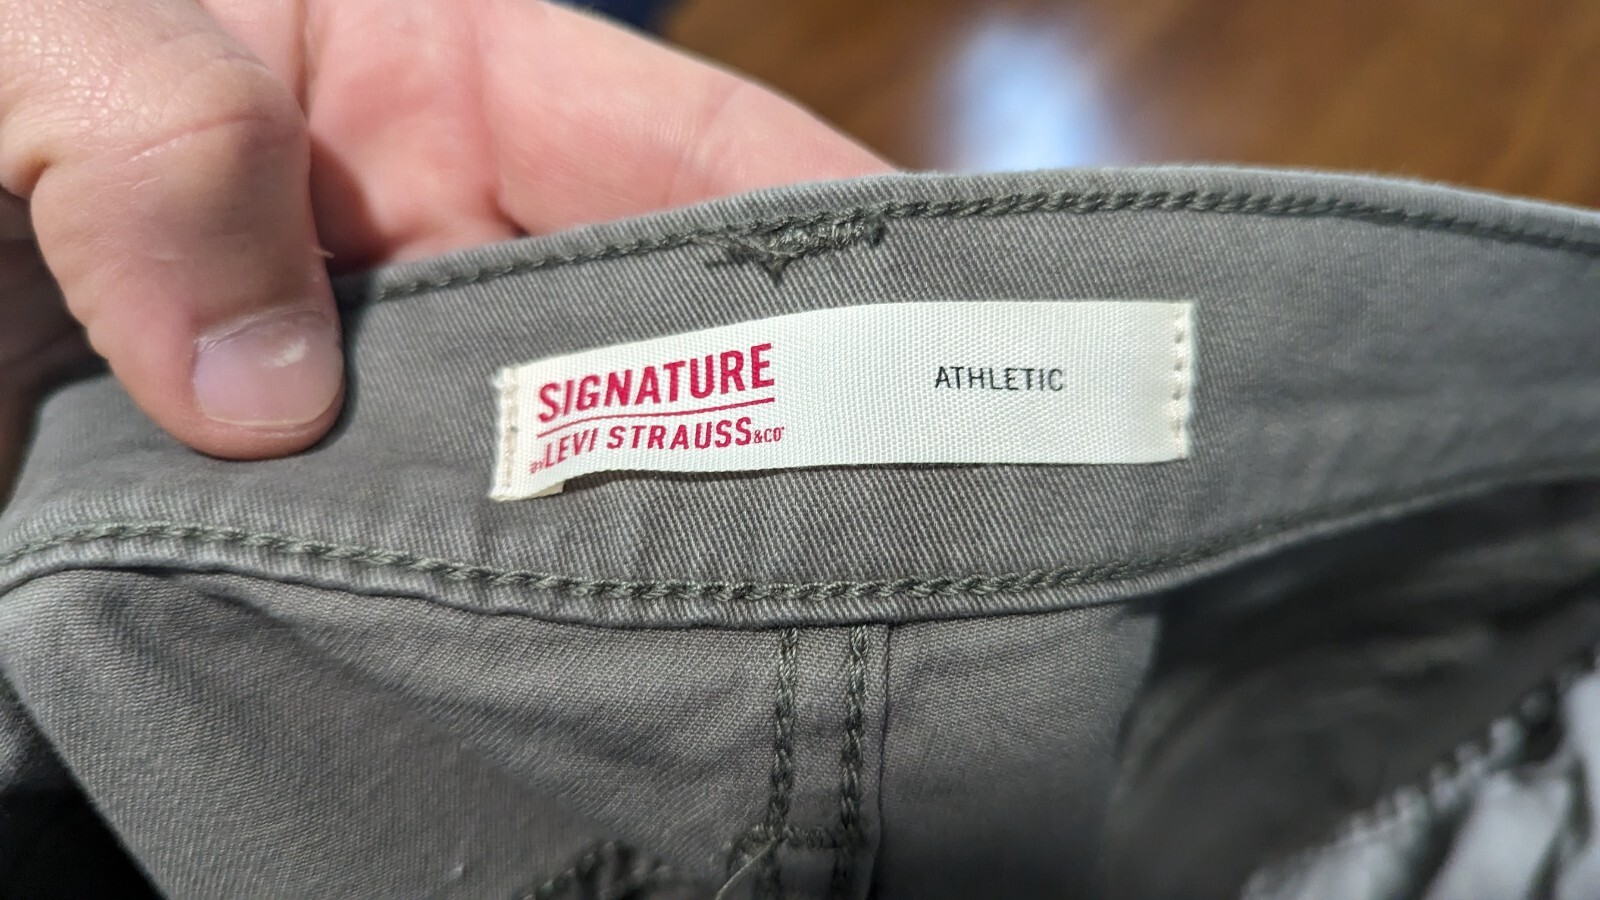 SIGNATURE
BY LEVI STRAUSS &CO
ATHLETIC